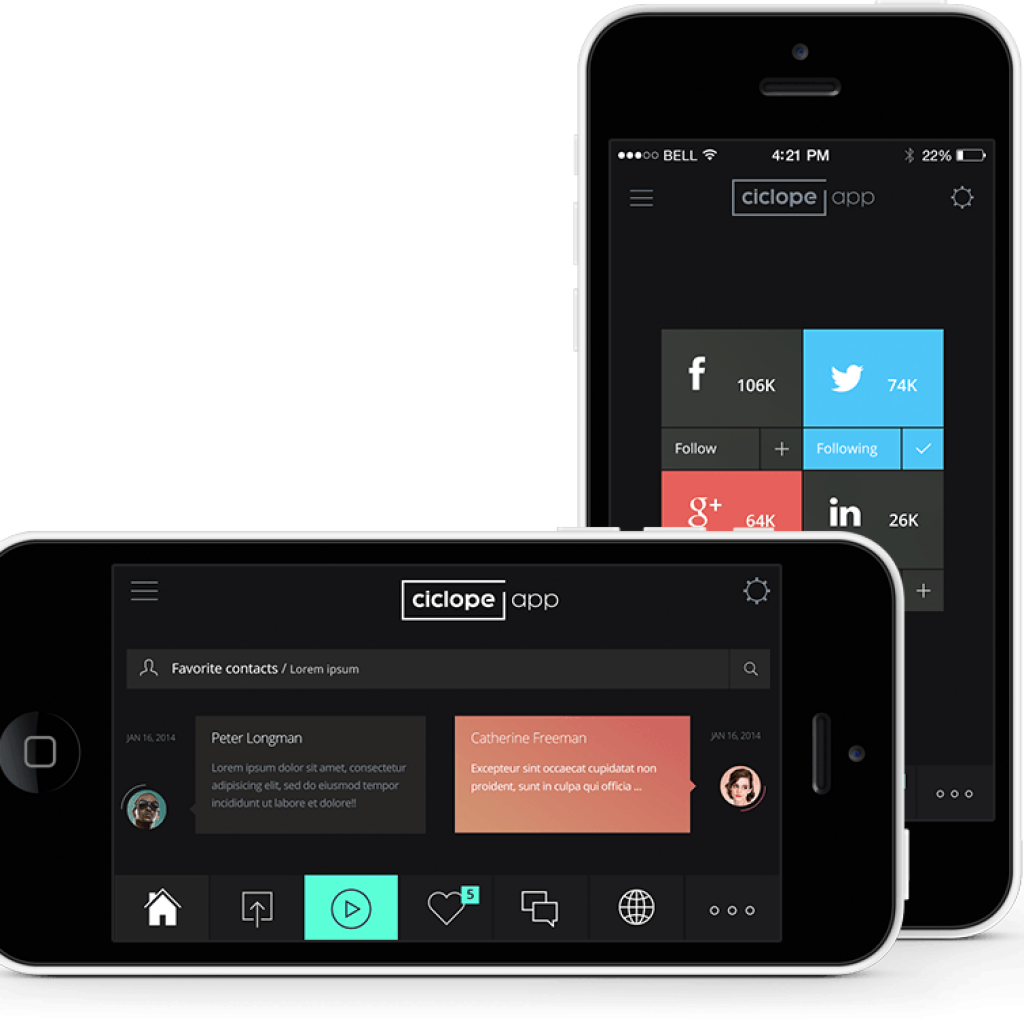 BELL 4:21 PM 22%
ciclope app
f 106K
74K
Follow +
Following
g+ 64K
in 26K
+
ciclope app
Favorite contacts / Lorem ipsum
JAN 16, 2014
Peter Longman
Lorem ipsum dolor sit amet, consectetur
adipisicing elit, sed do eiusmod tempor
incididunt ut labore et dolore!!
Catherine Freeman
Excepteur sint occaecat cupidatat non
proident, sunt in culpa qui officia ...
JAN 16, 2014
5